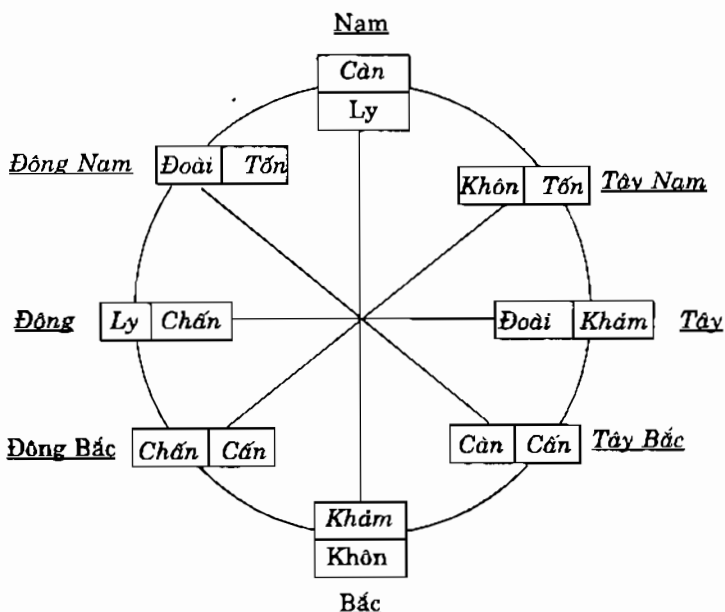 Nam
Càn
Ly
Đông Nam Đoài Tốn
Khôn Tốn Tây Nam
Đông Ly Chấn
Đoài Khảm Tây
Đông Bắc Chấn Cấn
Càn Cấn Tây Bắc
Khảm
Khôn
Bắc